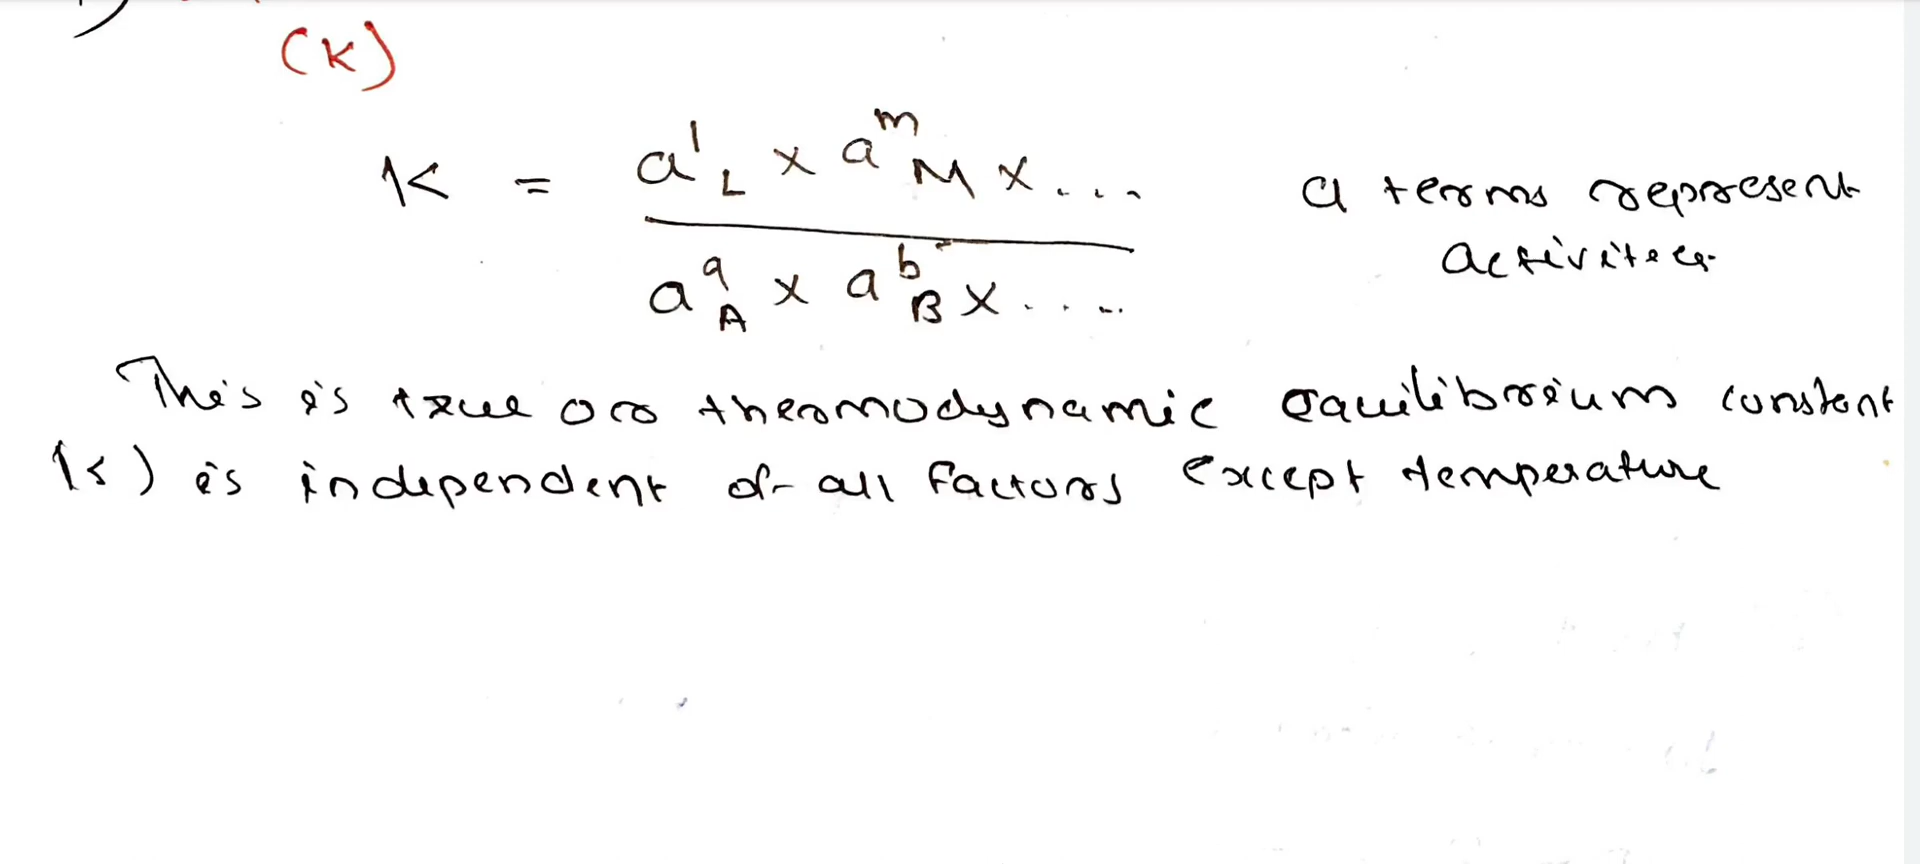 (K)
K = a^l_L × a^m_M × ... / a^a_A × a^b_B × ....
a terms represent
activities.
This is true or thermodynamic equilibrium constant
K) is independent of all factors except temperature